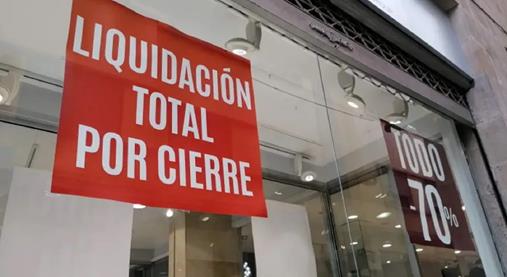 LIQUIDACIÓN
TOTAL
POR CIERRE
TODO
-70%